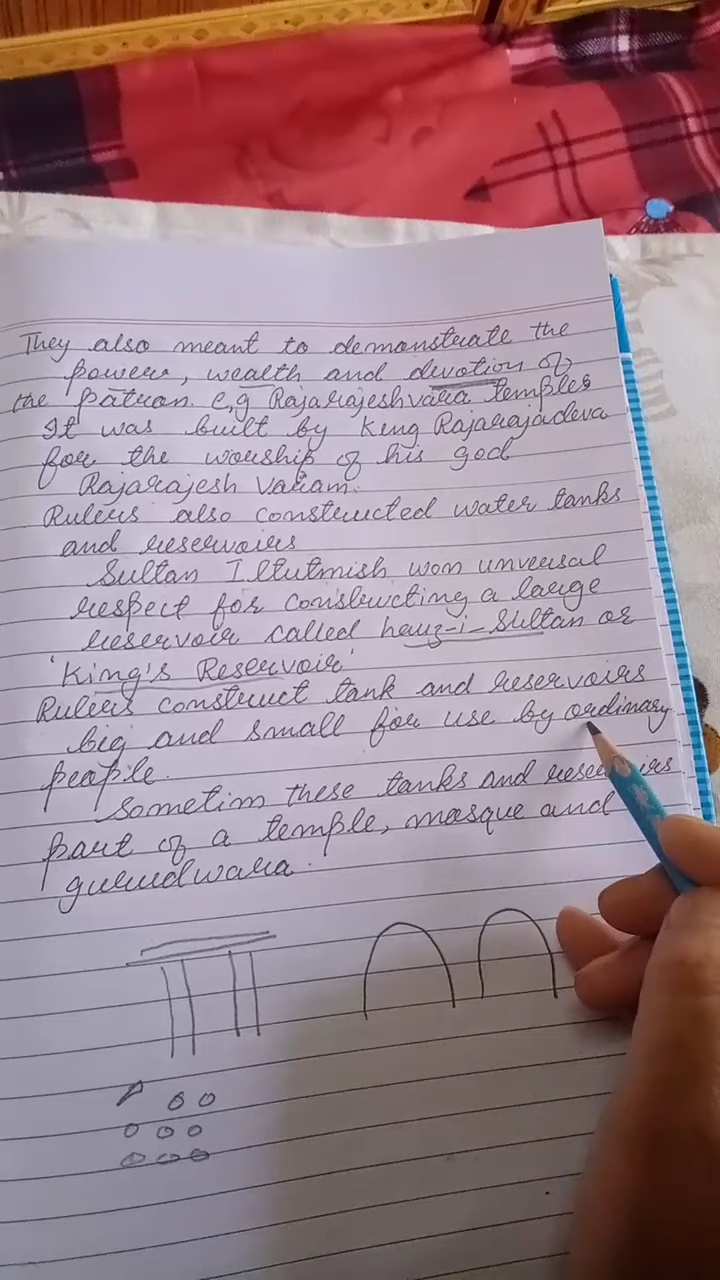 They also meant to demonstrate the
power, wealth and devotion of
the patron. e,g Rajarajeshvara temples
It was built by King Rajarajadeva
for the worship of his god
Rajarajesh varam.
Rulers also constructed water tanks
and reservoirs
Sultan Iltutmish won unversal
respect for constructing a large
reservoir called hauz-i-Sultan or
'King's Reservoir'
Rulers construct tank and reservoirs
big and small for use by ordinary
people.
Sometim these tanks and reservoirs
part of a temple, mosque and
gurudwara.